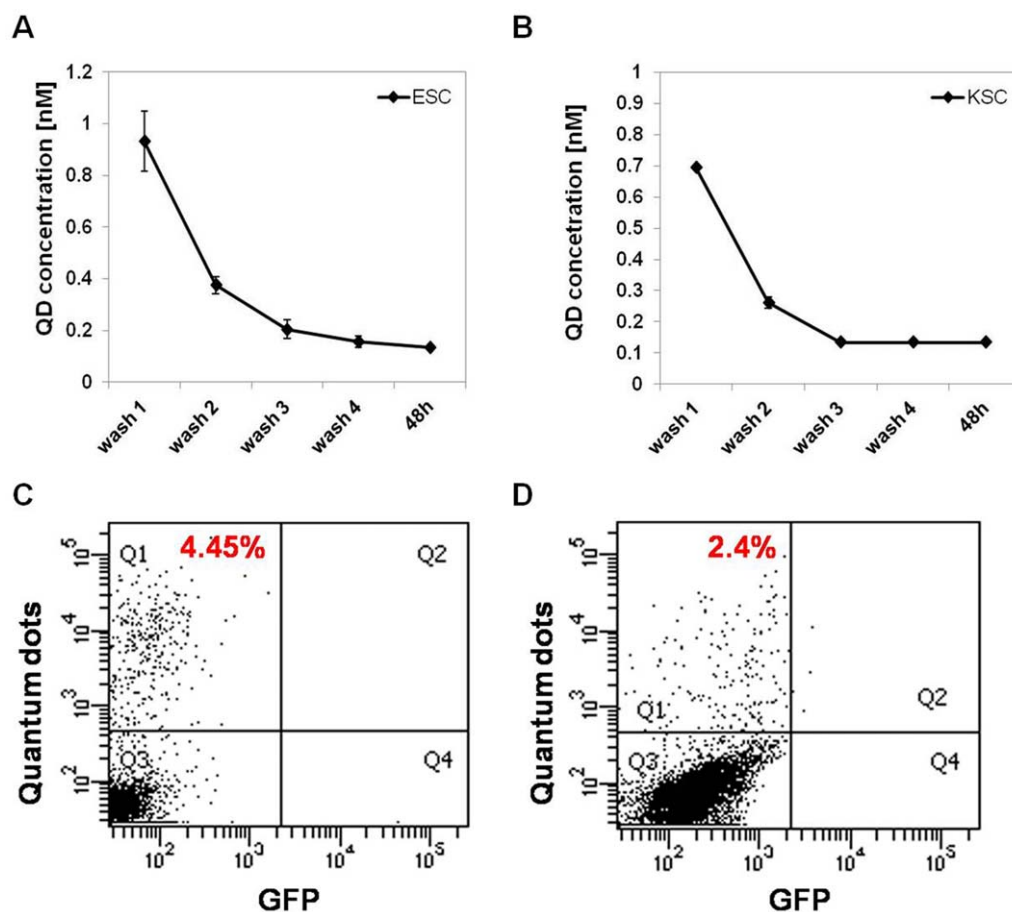 A
B
QD concentration [nM]
1.2
1
0.8
0.6
0.4
0.2
0
ESC
wash 1
wash 2
wash 3
wash 4
48h
QD concetration [nM]
1
0.9
0.8
0.7
0.6
0.5
0.4
0.3
0.2
0.1
0
KSC
wash 1
wash 2
wash 3
wash 4
48h
C
D
Quantum dots
10^5
10^4
10^3
10^2
Q1
4.45%
Q2
Q3
Q4
10^2
10^3
10^4
10^5
GFP
Quantum dots
10^5
10^4
10^3
10^2
2.4%
Q1
Q2
Q3
Q4
10^2
10^3
10^4
10^5
GFP